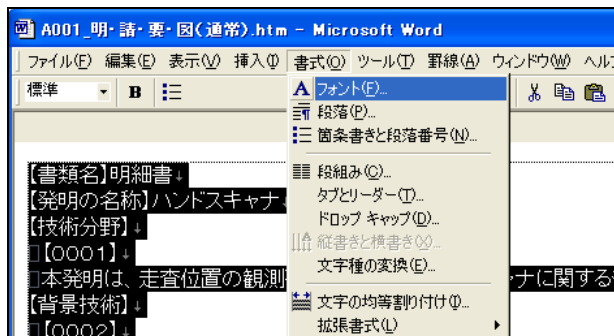 A001_明・請・要・図(通常).htm - Microsoft Word
ファイル(F) 編集(E) 表示(V) 挿入(I) 書式(O) ツール(T) 罫線(A) ウィンドウ(W) ヘル
標準 B
フォント(F)...
段落(P)...
箇条書きと段落番号(N)...
段組み(C)...
タブとリーダー(T)...
ドロップ キャップ(D)...
縦書きと横書き(X)...
文字種の変換(E)...
文字の均等割り付け(I)...
拡張書式(L)
【書類名】明細書↓
【発明の名称】ハンドスキャナ↓
【技術分野】↓
【0001】↓
本発明は、走査位置の観測 ャナに関する
【背景技術】↓
【0002】↓